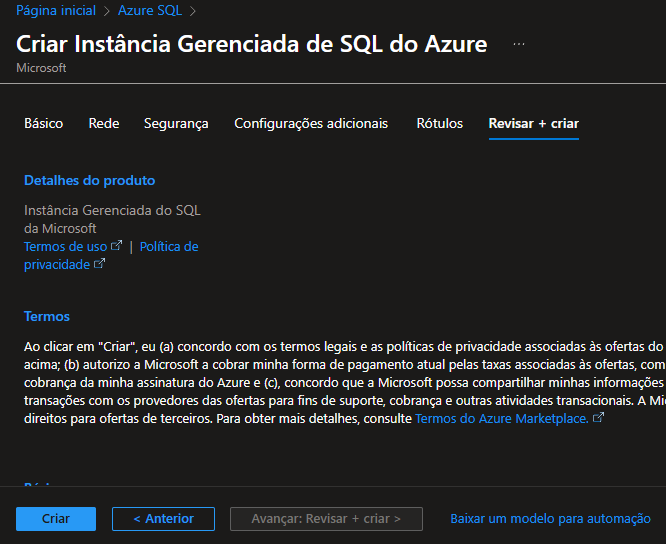 Página inicial > Azure SQL >
Criar Instância Gerenciada de SQL do Azure ...
Microsoft
Básico Rede Segurança Configurações adicionais Rótulos Revisar + criar
Detalhes do produto
Instância Gerenciada do SQL
da Microsoft
Termos de uso | Política de
privacidade
Termos
Ao clicar em "Criar", eu (a) concordo com os termos legais e as políticas de privacidade associadas às ofertas do
acima; (b) autorizo a Microsoft a cobrar minha forma de pagamento atual pelas taxas associadas às ofertas, com
cobrança da minha assinatura do Azure e (c), concordo que a Microsoft possa compartilhar minhas informações
transações com os provedores das ofertas para fins de suporte, cobrança e outras atividades transacionais. A Mi
direitos para ofertas de terceiros. Para obter mais detalhes, consulte Termos do Azure Marketplace.
Criar < Anterior Avançar: Revisar + criar > Baixar um modelo para automação